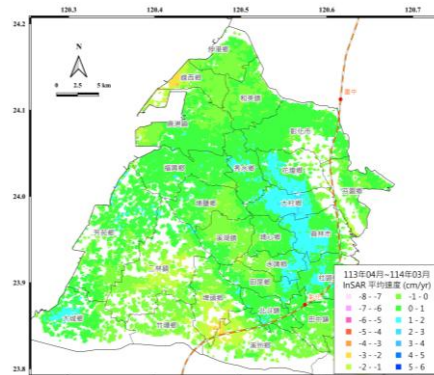 120.3 120.4 120.5 120.6 120.7
24.2
N
0 2.5 5 km
伸港鄉
線西鄉
和美鎮
24.1
鹿港鎮
彰化市
福興鄉
秀水鄉
花壇鄉
芬園鄉
24.0
埔鹽鄉
大村鄉
芳苑鄉
溪湖鎮
埔心鄉
員林市
二林鎮
永靖鄉
社頭鄉
23.9
埤頭鄉
田尾鄉
大城鄉
竹塘鄉
北斗鎮
田中鎮
溪州鄉
23.8
113年04月~114年03月
InSAR 平均速度 (cm/yr)
-8 - -7
-7 - -6
-6 - -5
-5 - -4
-4 - -3
-3 - -2
-2 - -1
-1 - 0
0 - 1
1 - 2
2 - 3
3 - 4
4 - 5
5 - 6